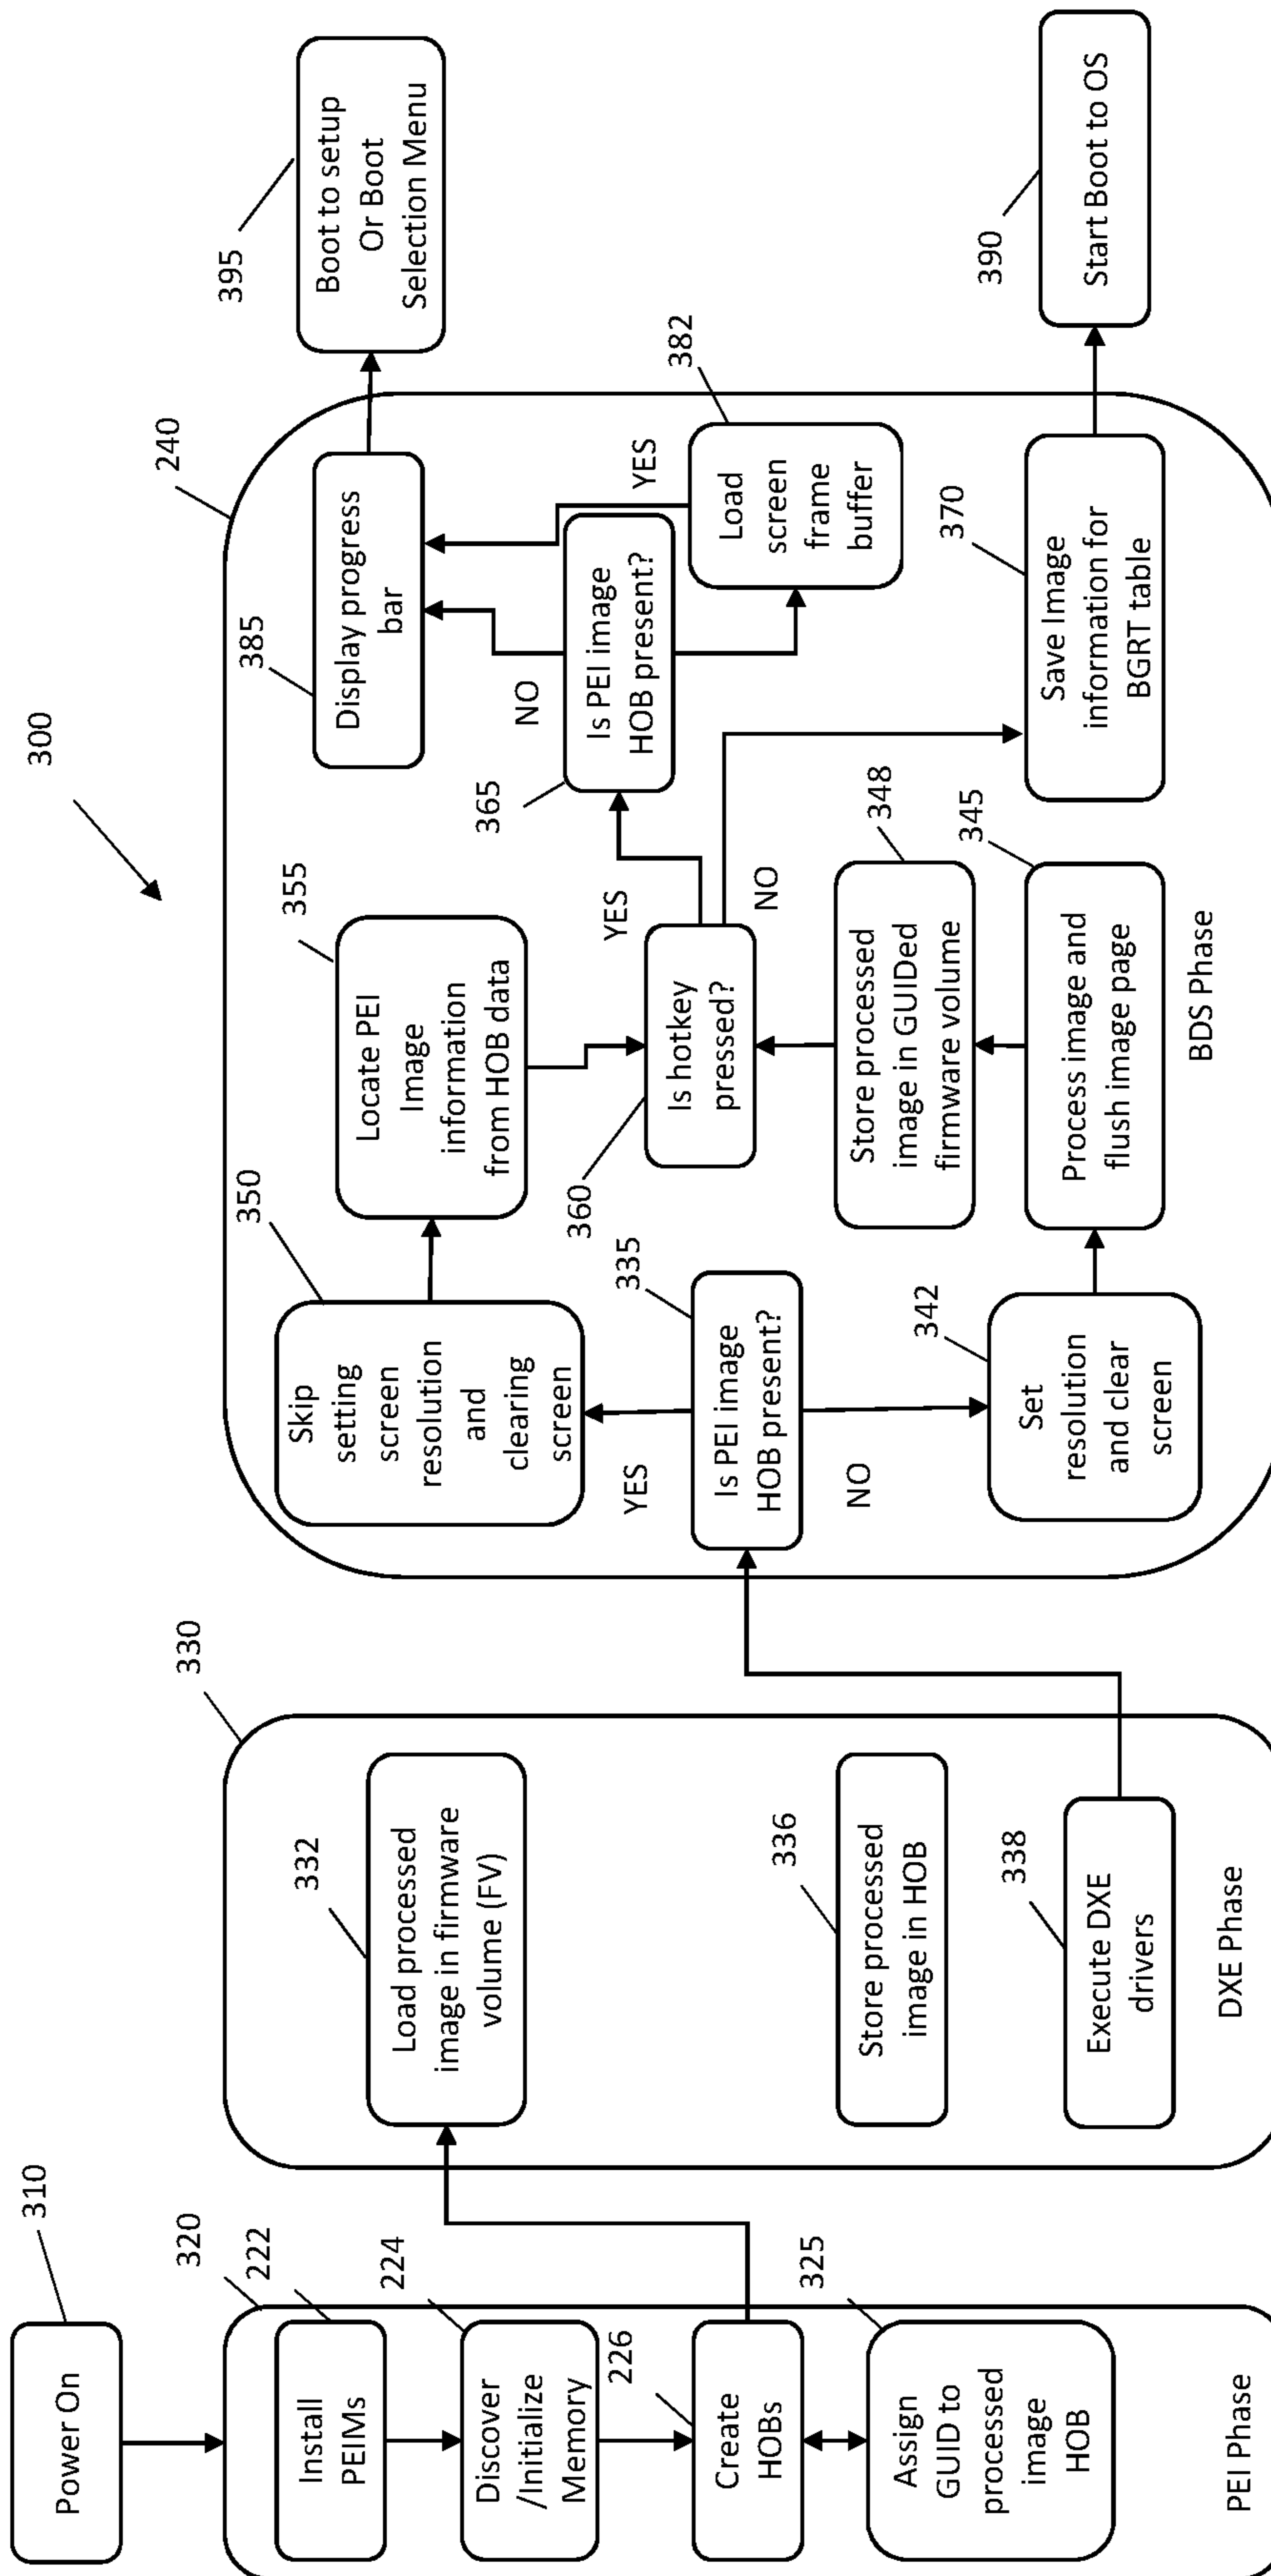 300
Power On
310
320
Install
PEIMs
222
Discover
/Initialize
Memory
224
Create
HOBs
226
Assign
GUID to
processed
image
HOB
325
PEI Phase
330
Load processed
image in firmware
volume (FV)
332
Store processed
image in HOB
336
Execute DXE
drivers
338
DXE Phase
240
Skip
setting
screen
resolution
and
clearing
screen
350
YES
Is PEI image
HOB present?
335
NO
Set
resolution
and clear
screen
342
Locate PEI
Image
information
from HOB data
355
Is hotkey
pressed?
360
YES
NO
Store processed
image in GUIDed
firmware volume
348
Process image and
flush image page
345
BDS Phase
Display progress
bar
385
NO
Is PEI image
HOB present?
365
YES
Load
screen
frame
buffer
382
Save Image
information for
BGRT table
370
Boot to setup
Or Boot
Selection Menu
395
Start Boot to OS
390